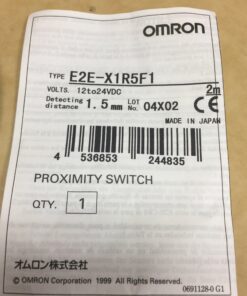 OMRON
TYPE E2E-X1R5F1
VOLTS. 12to24VDC 2m
Detecting distance 1.5mm LOT No. 04X02 CE
MADE IN JAPAN
4 536853 244835
PROXIMITY SWITCH
QTY. 1
オムロン株式会社
© OMRON Corporation 1999 All Rights Reserved.
0691128-0 G1